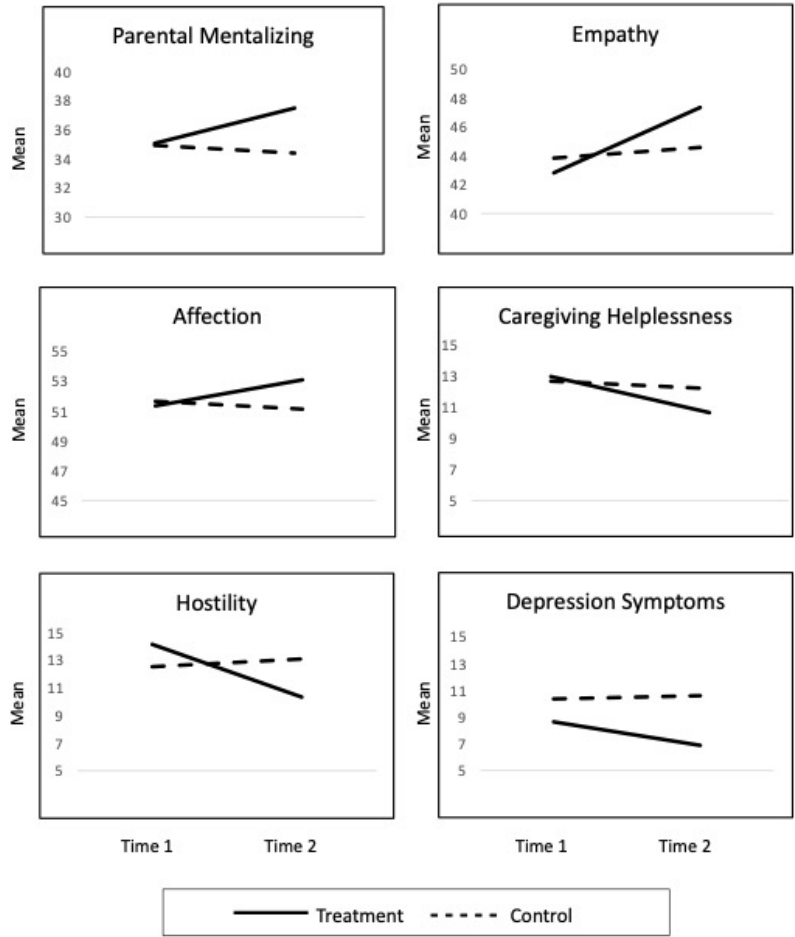 Parental Mentalizing
40
38
36
34
32
30
Mean
Empathy
50
48
46
44
42
40
Mean
Affection
55
53
51
49
47
45
Mean
Caregiving Helplessness
15
13
11
9
7
5
Mean
Hostility
15
13
11
9
7
5
Mean
Depression Symptoms
15
13
11
9
7
5
Mean
Time 1 Time 2
Time 1 Time 2
Treatment Control